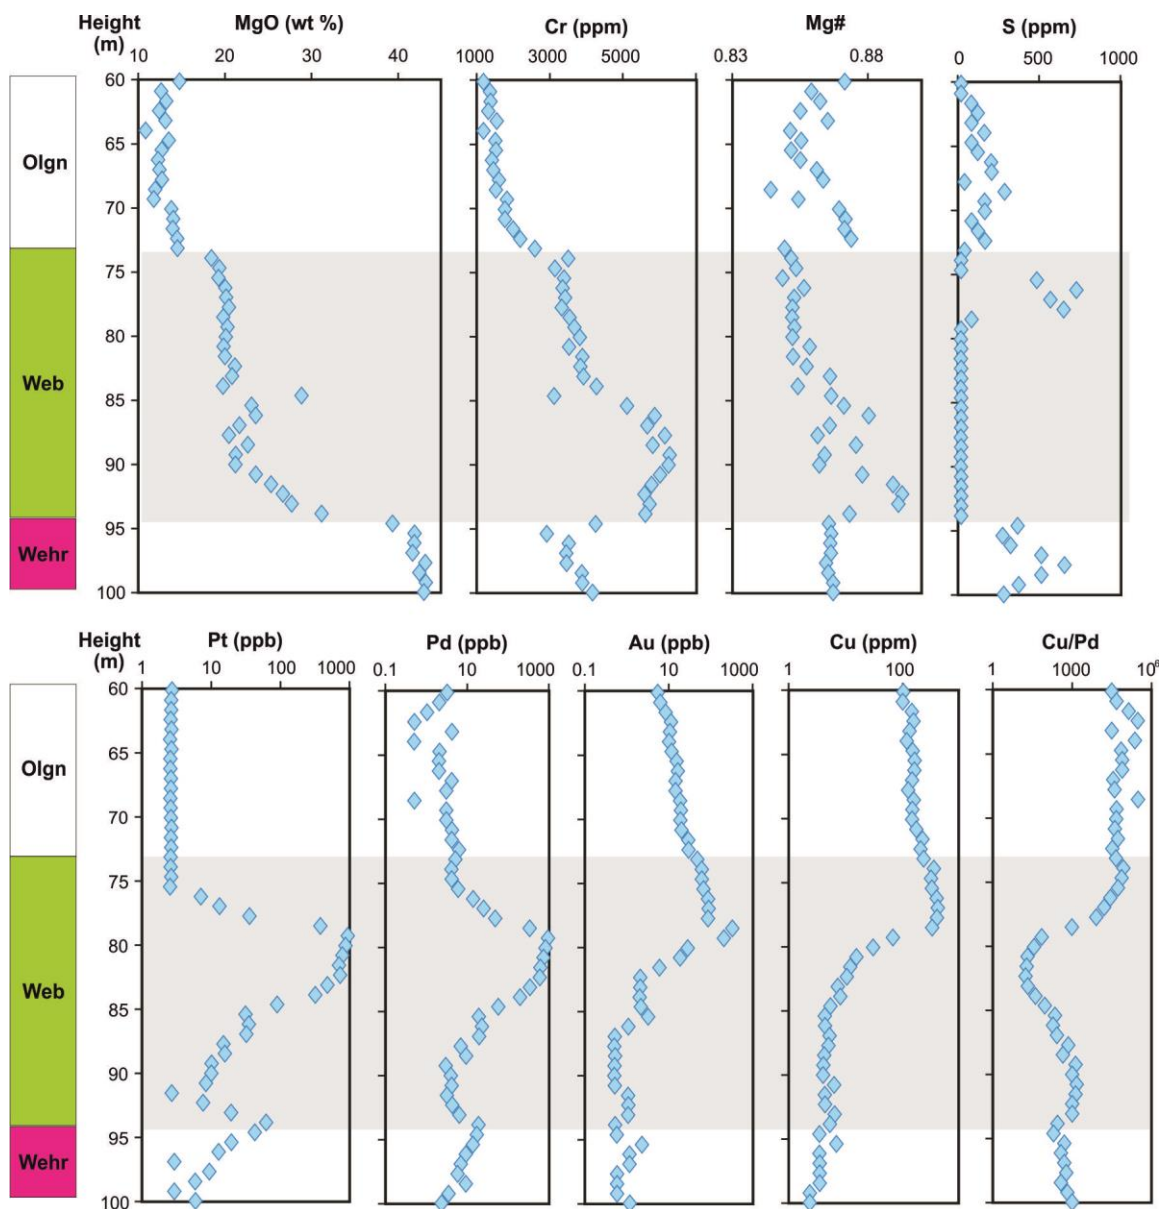 Height
(m)
MgO (wt %)
Cr (ppm)
Mg#
S (ppm)
10 20 30 40
1000 3000 5000
0.83 0.88
0 500 1000
60
65
70
75
80
85
90
95
100
Olgn
Web
Wehr
Height
(m)
Pt (ppb)
Pd (ppb)
Au (ppb)
Cu (ppm)
Cu/Pd
1 10 100 1000
0.1 10 1000
0.1 10 1000
1 100
1 1000 10⁶
60
65
70
75
80
85
90
95
100
Olgn
Web
Wehr